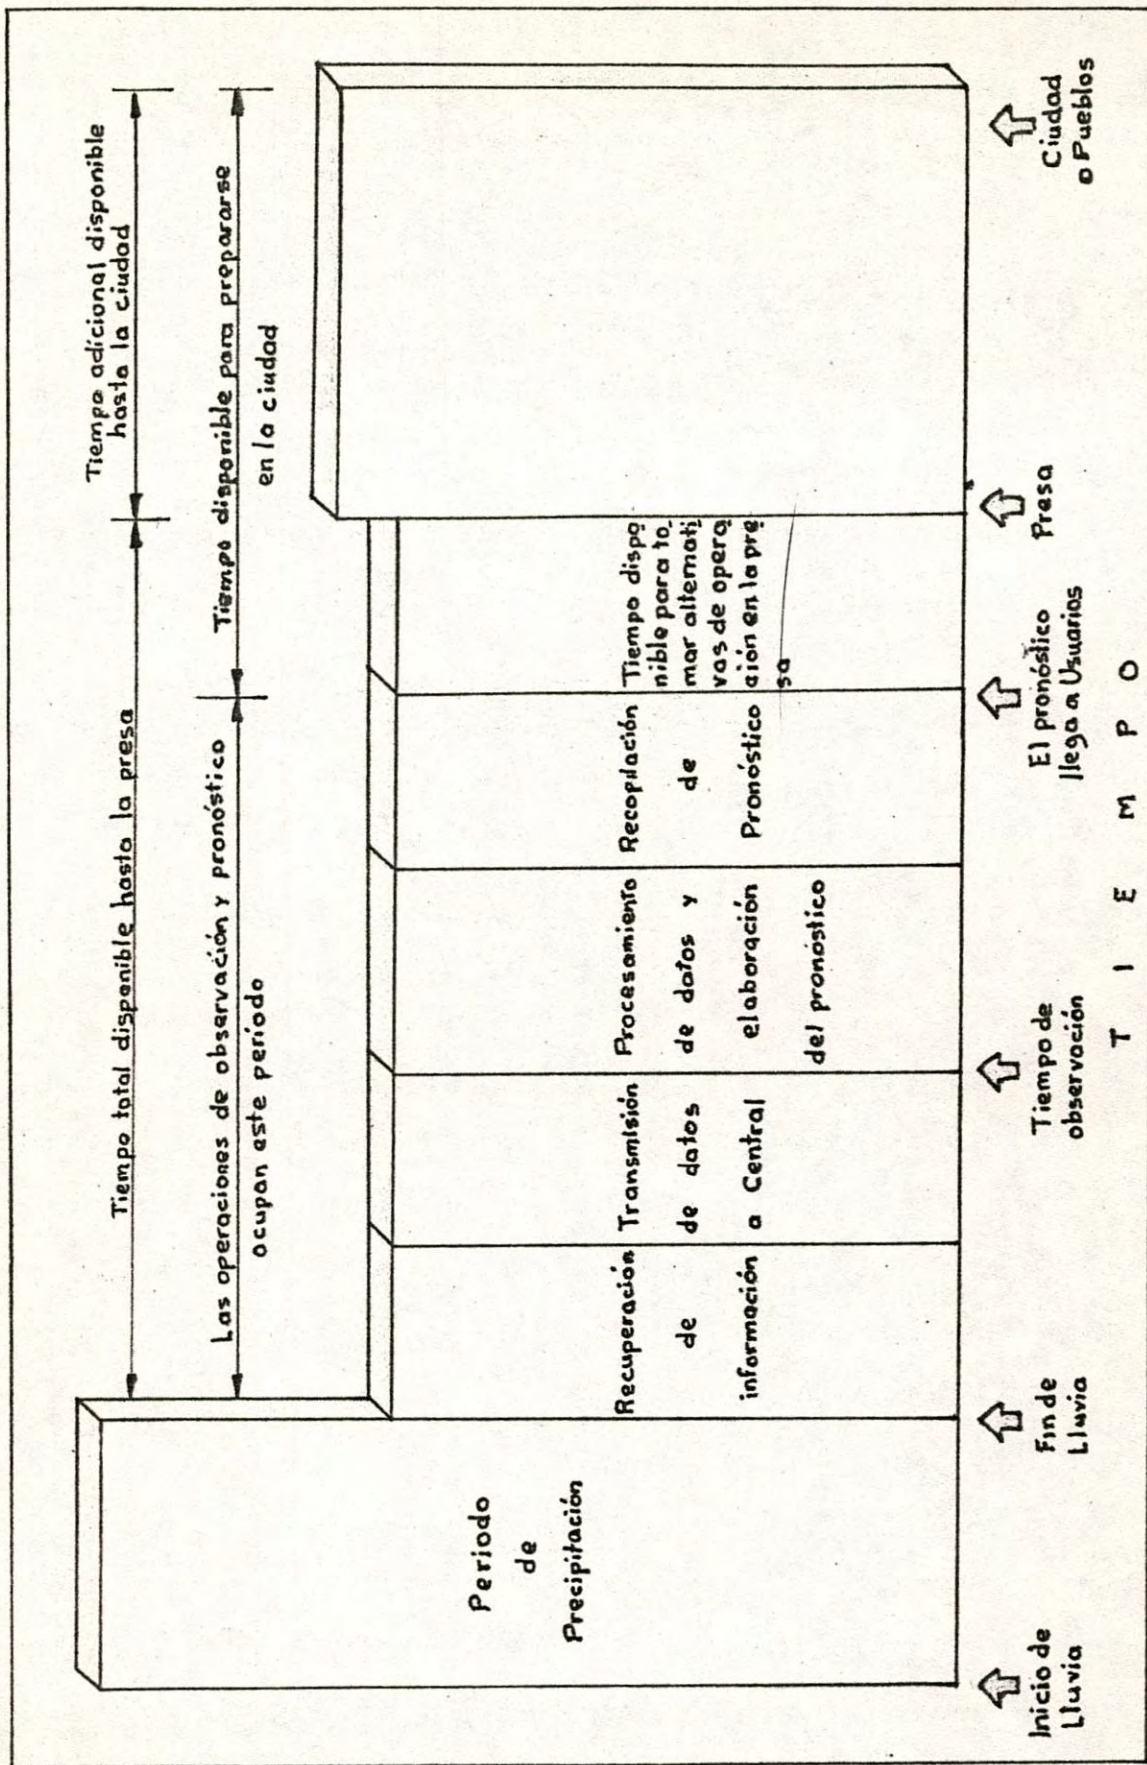 Tiempo total disponible hasta la presa
Tiempo adicional disponible
hasta la ciudad
Las operaciones de observación y pronóstico
ocupan este período
Tiempo disponible para prepararse
en la ciudad
Periodo
de
Precipitación
Recuperación
de
información
Transmisión
de datos
a Central
Procesamiento
de datos y
elaboración
del pronóstico
Recopilación
de
Pronóstico
Tiempo dispo
nible para to
mar alternati
vas de opera
ción en la pre
sa
Inicio de
Lluvia
Fin de
Lluvia
Tiempo de
observación
El pronóstico
llega a Usuarios
Presa
Ciudad
o Pueblos
T I E M P O